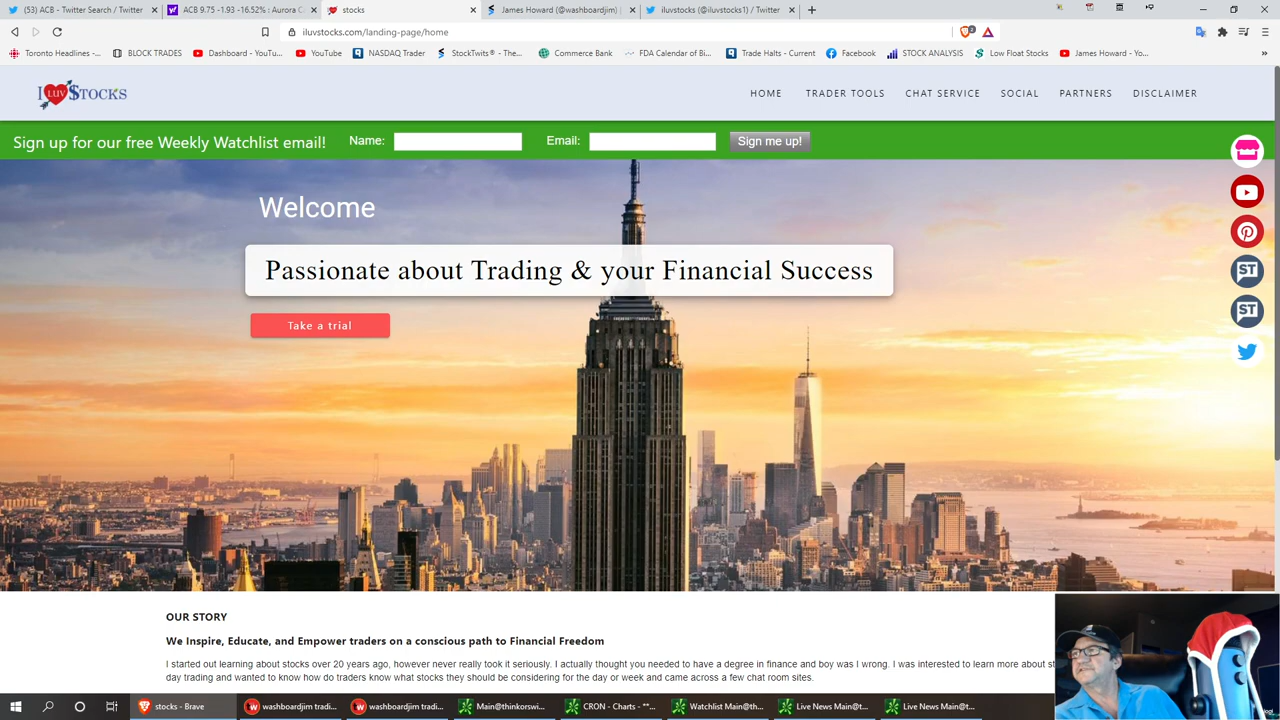 (53) ACB - Twitter Search / Twitter
ACB 9.75 -1.93 -16.52% : Aurora C
stocks
James Howard (@washboardjim) |
iluvstocks (@iluvstocks1) / Twitter
iluvstocks.com/landing-page/home
Toronto Headlines -...
BLOCK TRADES
Dashboard - YouTu...
YouTube
NASDAQ Trader
StockTwits® - The...
Commerce Bank
FDA Calendar of Bi...
Trade Halts - Current
Facebook
STOCK ANALYSIS
Low Float Stocks
James Howard - Yo...
I LUV $TOCKS
HOME
TRADER TOOLS
CHAT SERVICE
SOCIAL
PARTNERS
DISCLAIMER
Sign up for our free Weekly Watchlist email!
Name:
Email:
Sign me up!
Welcome
Passionate about Trading & your Financial Success
Take a trial
ST
ST
OUR STORY
We Inspire, Educate, and Empower traders on a conscious path to Financial Freedom
I started out learning about stocks over 20 years ago, however never really took it seriously. I actually thought you needed to have a degree in finance and boy was I wrong. I was interested to learn more about st
day trading and wanted to know how do traders know what stocks they should be considering for the day or week and came across a few chat room sites.
stocks - Brave
washboardjim tradi...
washboardjim tradi...
Main@thinkorswi...
CRON - Charts - **...
Watchlist Main@t...
Live News Main@t...
Live News Main@t...